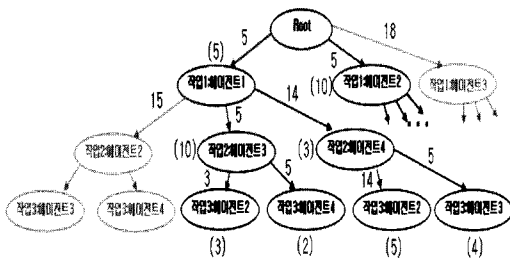 Root
5 5 18
(5) 작업1:에이전트1 (10) 작업1:에이전트2 작업1:에이전트3
15 5 14
작업2:에이전트2 (10) 작업2:에이전트3 (3) 작업2:에이전트4
3 5 14 5
작업3:에이전트3 작업3:에이전트4 작업3:에이전트2 작업3:에이전트4 작업3:에이전트2 작업3:에이전트3
(3) (2) (5) (4)